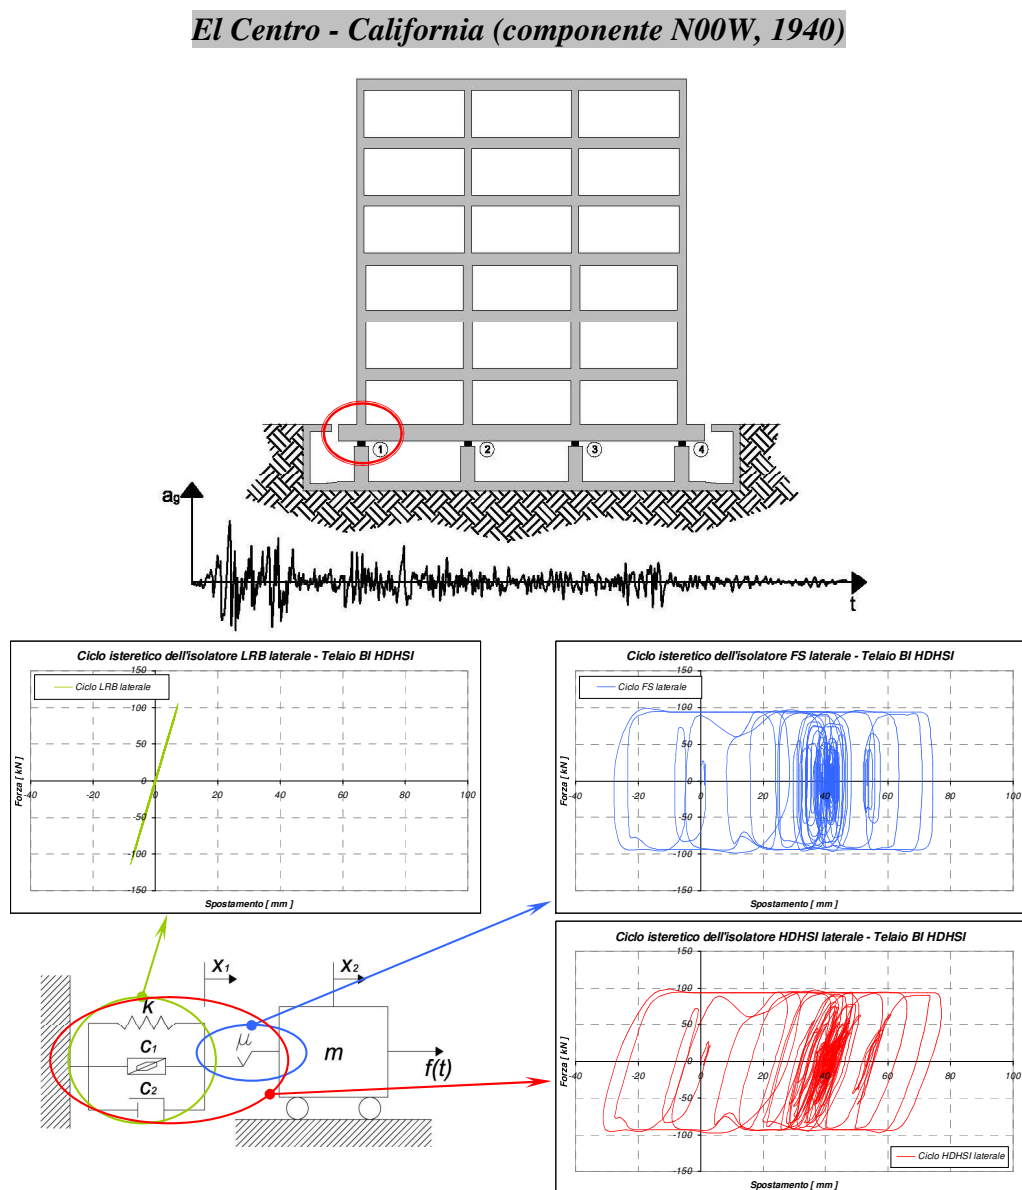 El Centro - California (componente N00W, 1940)
1
2
3
4
ag
t
Ciclo isteretico dell'isolatore LRB laterale - Telaio BI HDHSI
Ciclo LRB laterale
150
100
50
0
-50
-100
-150
-40
-20
0
20
40
60
80
100
Forza [ kN ]
Spostamento [ mm ]
Ciclo isteretico dell'isolatore FS laterale - Telaio BI HDHSI
Ciclo FS laterale
150
100
50
0
-50
-100
-150
-40
-20
0
20
40
60
80
100
Forza [ kN ]
Spostamento [ mm ]
X1
X2
K
C1
C2
μ
m
f(t)
Ciclo isteretico dell'isolatore HDHSI laterale - Telaio BI HDHSI
150
100
50
0
-50
-100
-150
-40
-20
0
20
40
60
80
100
Forza [ kN ]
Ciclo HDHSI laterale
Spostamento [ mm ]